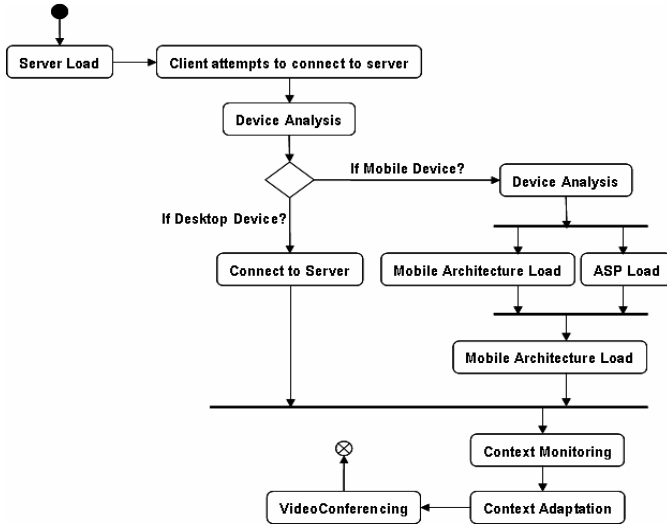 Server Load
Client attempts to connect to server
Device Analysis
If Mobile Device?
Device Analysis
If Desktop Device?
Connect to Server
Mobile Architecture Load
ASP Load
Mobile Architecture Load
Context Monitoring
VideoConferencing
Context Adaptation